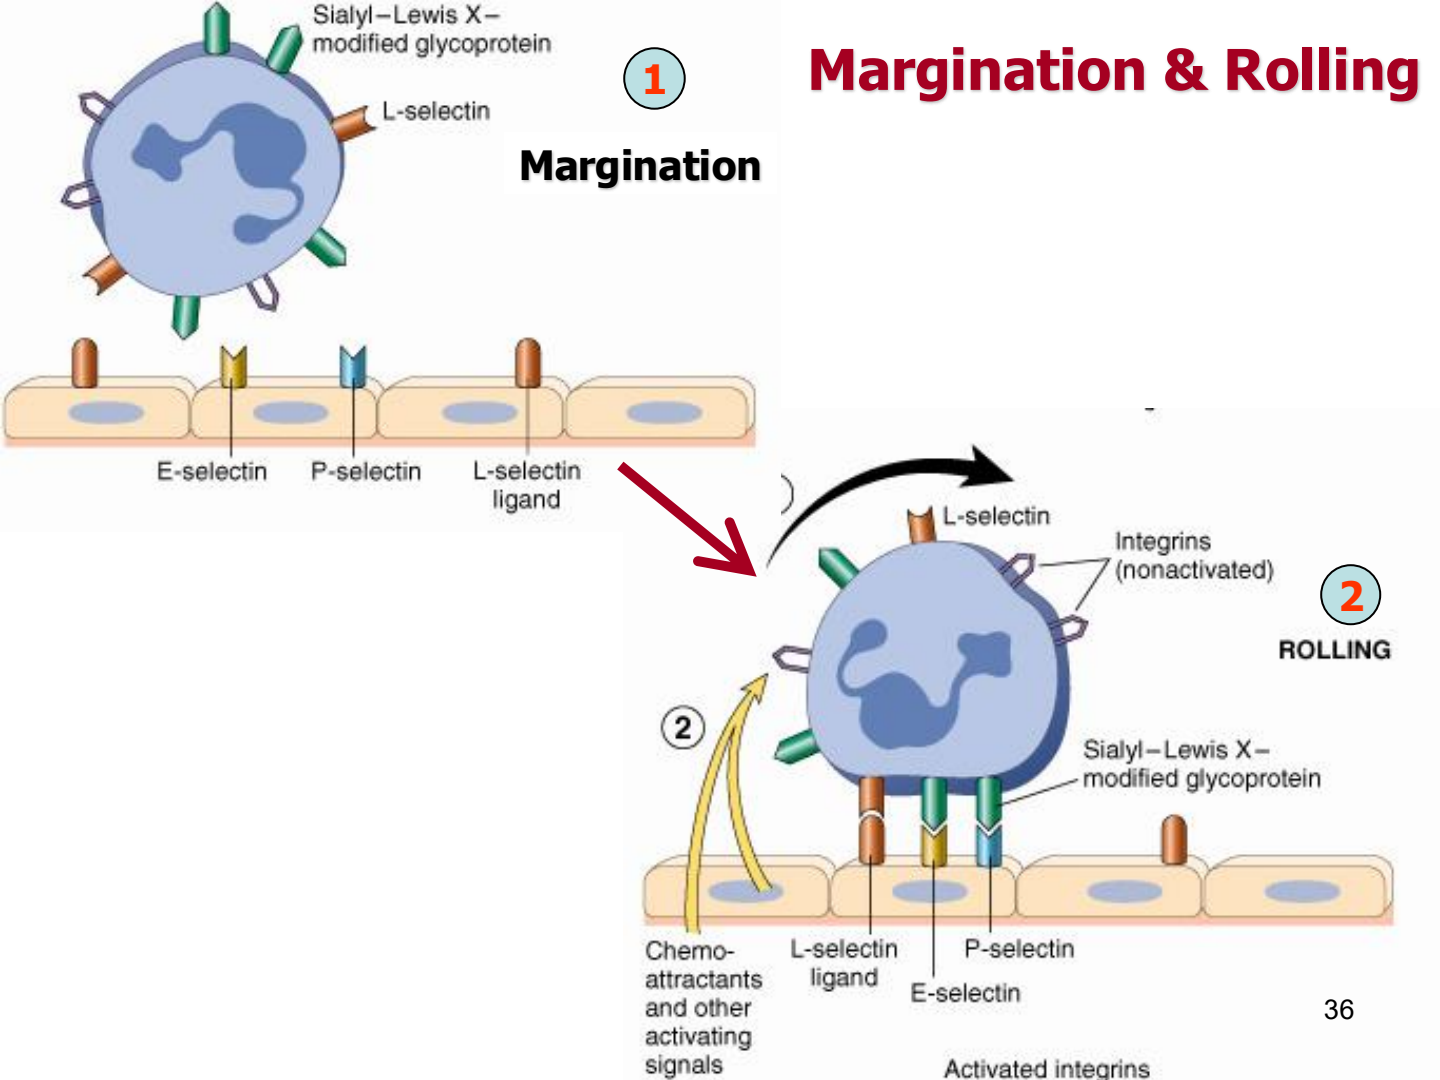 Margination & Rolling
Sialyl–Lewis X–
modified glycoprotein
1
L-selectin
Margination
E-selectin
P-selectin
L-selectin
ligand
L-selectin
Integrins
(nonactivated)
2
ROLLING
2
Sialyl–Lewis X–
modified glycoprotein
Chemo-
attractants
and other
activating
signals
L-selectin
ligand
P-selectin
E-selectin
36
Activated integrins